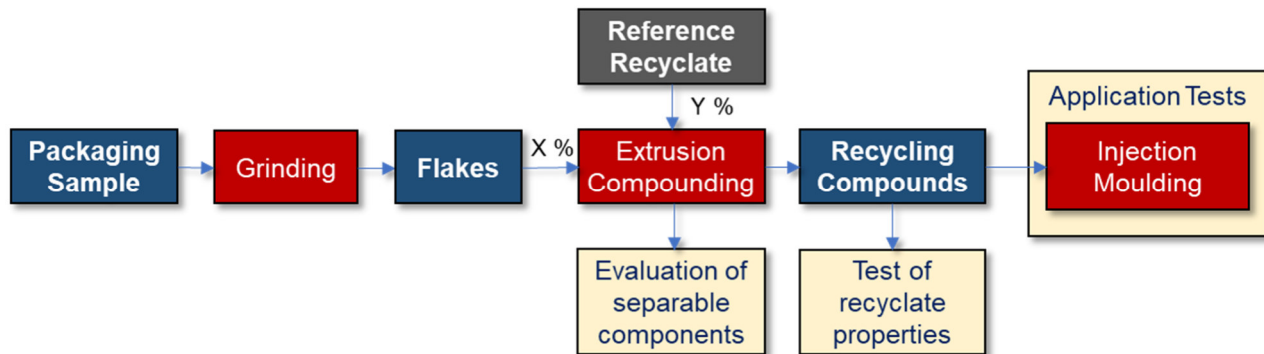 Reference
Recyclate
Y %
Application Tests
Packaging
Sample
Grinding
Flakes
X %
Extrusion
Compounding
Recycling
Compounds
Injection
Moulding
Evaluation of
separable
components
Test of
recyclate
properties